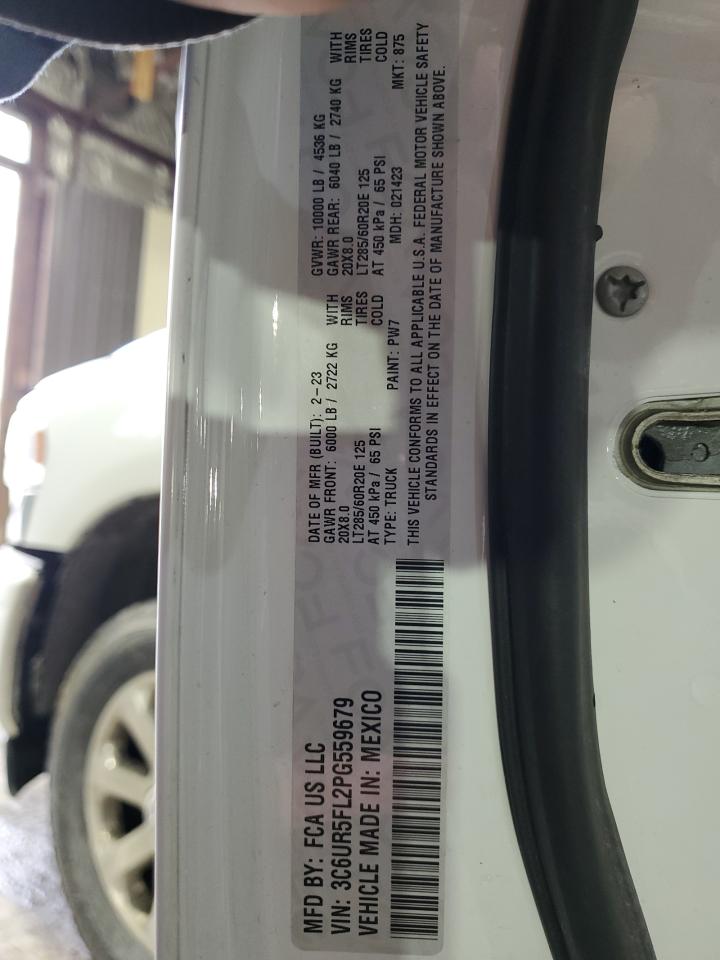 MFD BY: FCA US LLC
VIN: 3C6UR5FL2PG559679
VEHICLE MADE IN: MEXICO
DATE OF MFR (BUILT): 2-23 GVWR: 10000 LB / 4536 KG
GAWR FRONT: 6000 LB / 2722 KG WITH GAWR REAR: 6040 LB / 2740 KG WITH
20X8.0 RIMS 20X8.0 RIMS
LT285/60R20E 125 TIRES LT285/60R20E 125 TIRES
AT 450 kPa / 65 PSI COLD AT 450 kPa / 65 PSI COLD
TYPE: TRUCK PAINT: PW7 MDH: 021423 MKT: 875
THIS VEHICLE CONFORMS TO ALL APPLICABLE U.S.A. FEDERAL MOTOR VEHICLE SAFETY
STANDARDS IN EFFECT ON THE DATE OF MANUFACTURE SHOWN ABOVE.